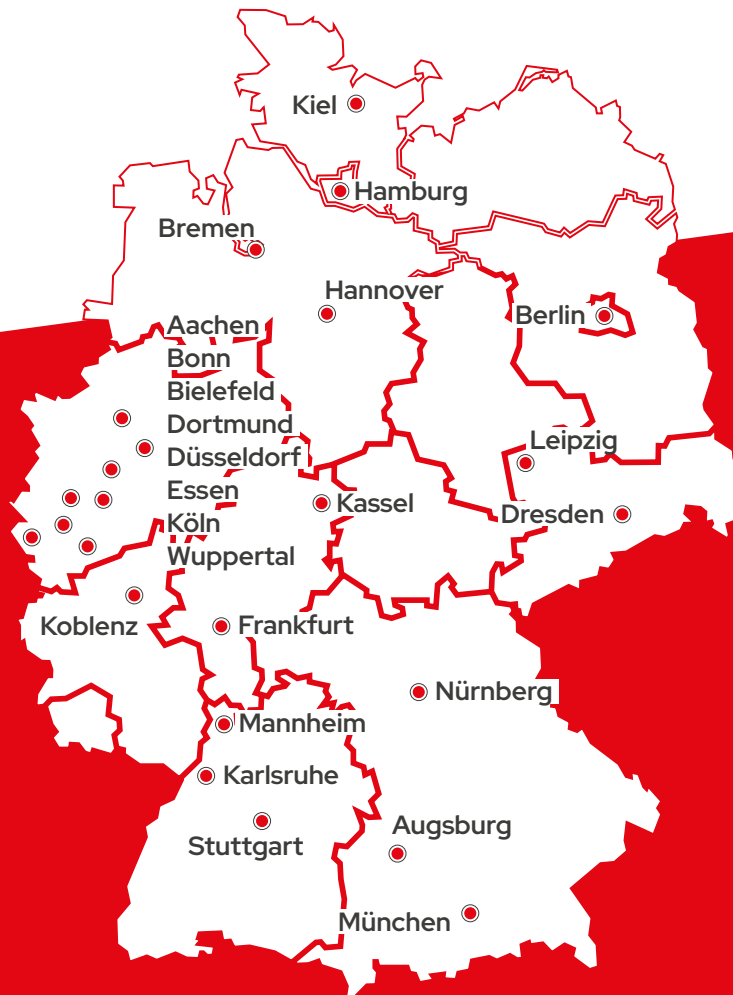 Kiel
Hamburg
Bremen
Hannover
Berlin
Aachen
Bonn
Bielefeld
Dortmund
Düsseldorf
Essen
Köln
Wuppertal
Leipzig
Kassel
Dresden
Koblenz
Frankfurt
Nürnberg
Mannheim
Karlsruhe
Stuttgart
Augsburg
München